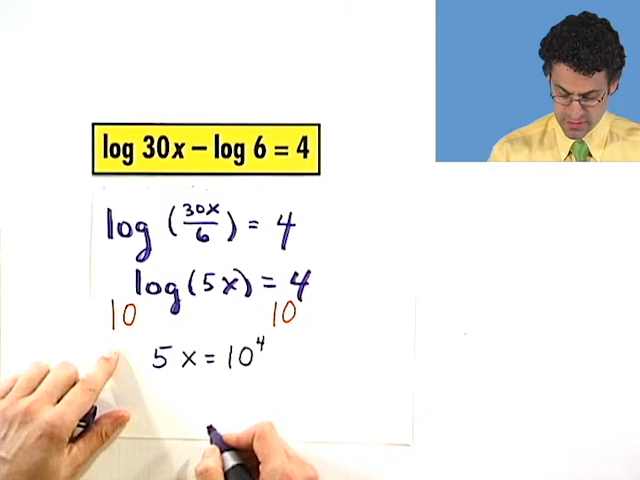 log 30x – log 6 = 4
log (30x/6) = 4
log(5x) = 4
10 10
5x = 10⁴